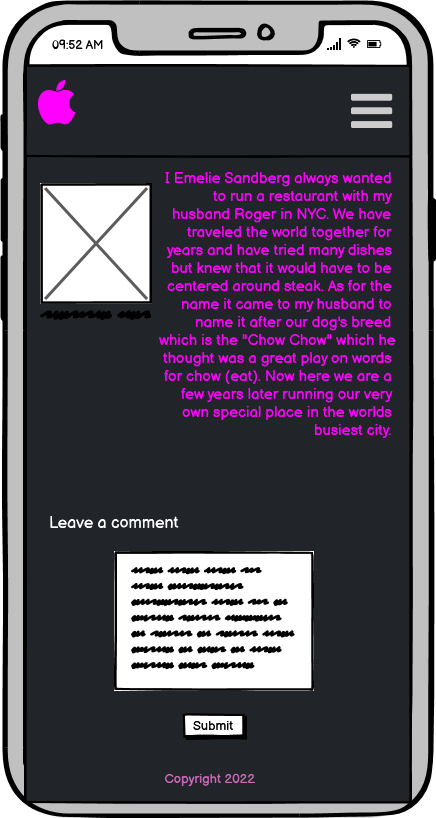 09:52 AM
I Emelie Sandberg always wanted
to run a restaurant with my
husband Roger in NYC. We have
traveled the world together for
years and have tried many dishes
but knew that it would have to be
centered around steak. As for the
name it came to my husband to
name it after our dog's breed
which is the "Chow Chow" which he
thought was a great play on words
for chow (eat). Now here we are a
few years later running our very
own special place in the worlds
busiest city.
Leave a comment
Submit
Copyright 2022